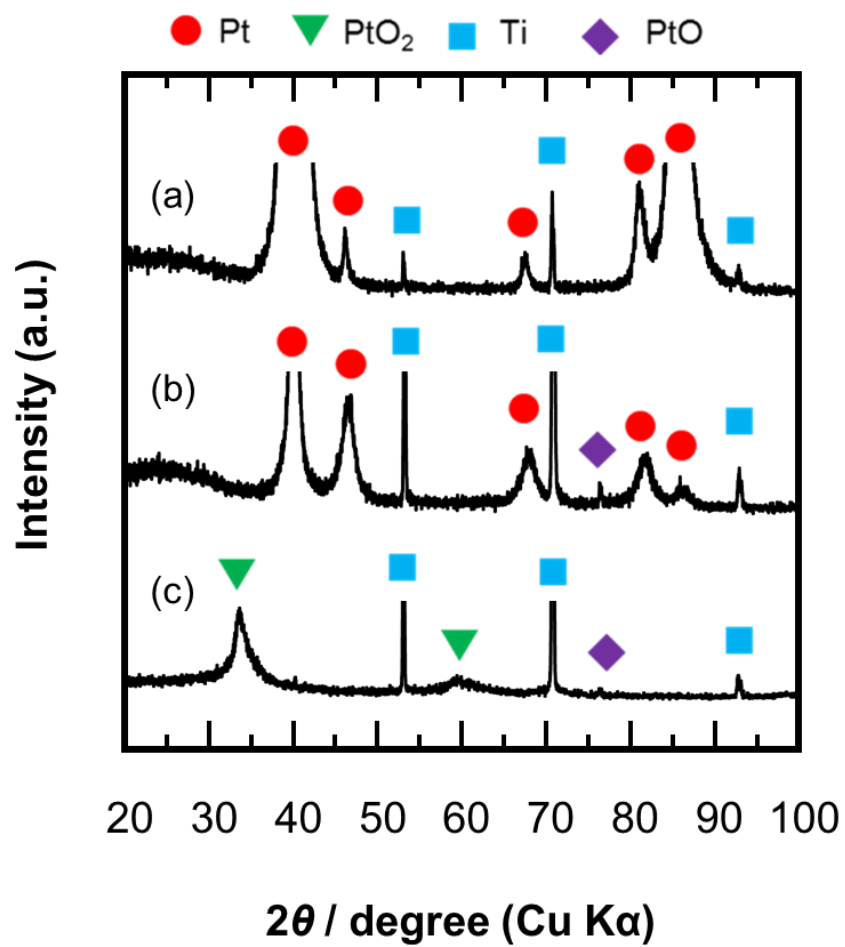 Pt PtO₂ Ti PtO
(a)
(b)
(c)
Intensity (a.u.)
20 30 40 50 60 70 80 90 100
2θ / degree (Cu Kα)